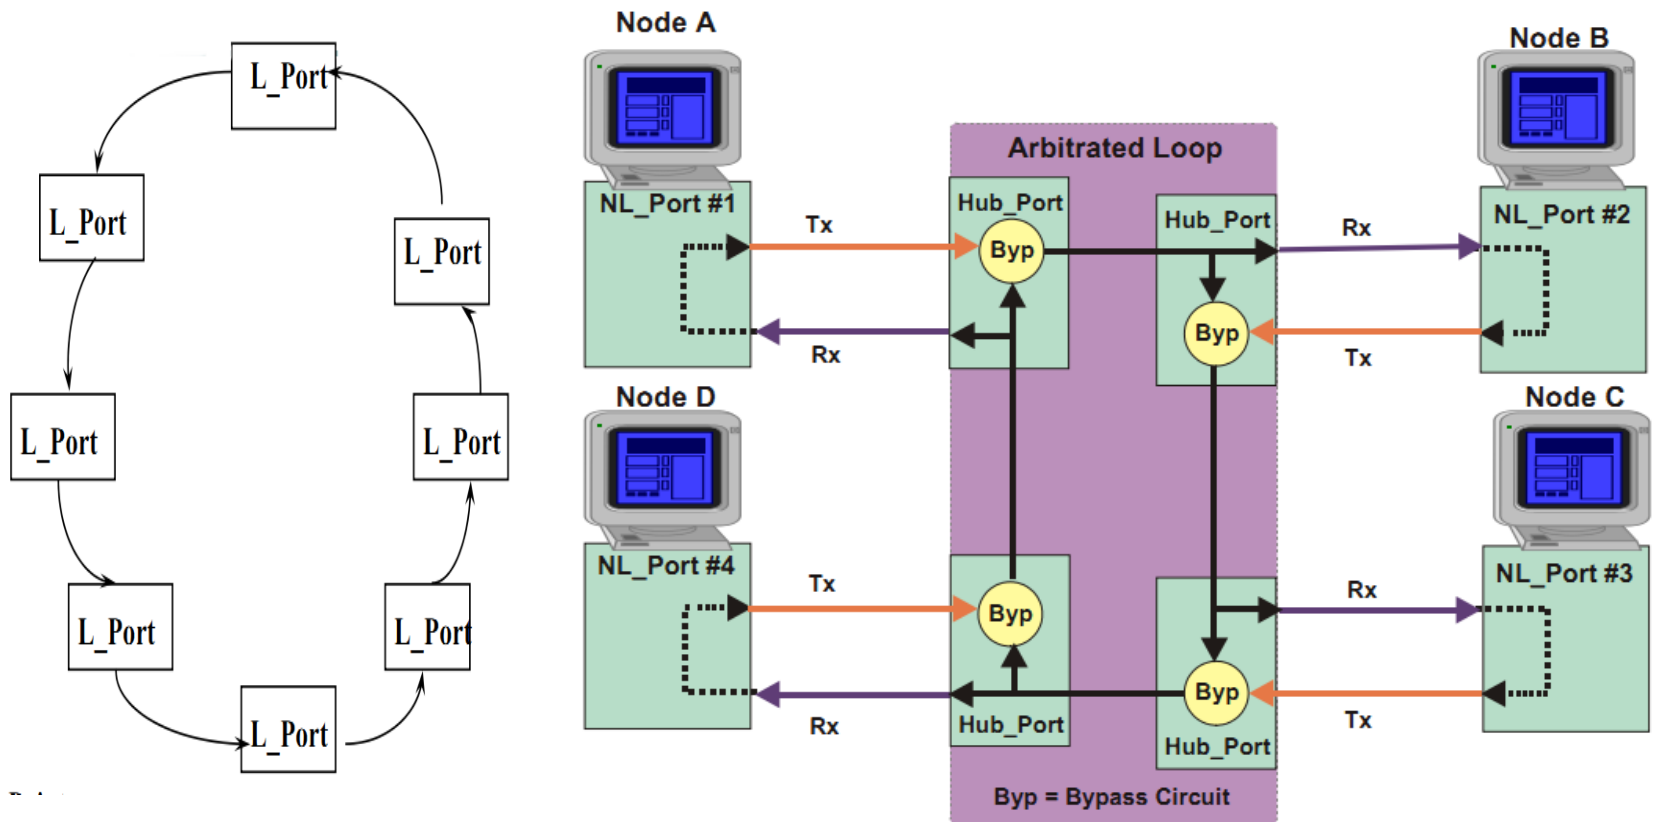 L_Port
L_Port
L_Port
L_Port
L_Port
L_Port
L_Port
L_Port
Node A
NL_Port #1
Tx
Rx
Node D
NL_Port #4
Tx
Rx
Arbitrated Loop
Hub_Port
Byp
Hub_Port
Byp
Byp
Hub_Port
Byp
Hub_Port
Byp = Bypass Circuit
Node B
NL_Port #2
Rx
Tx
Node C
NL_Port #3
Rx
Tx